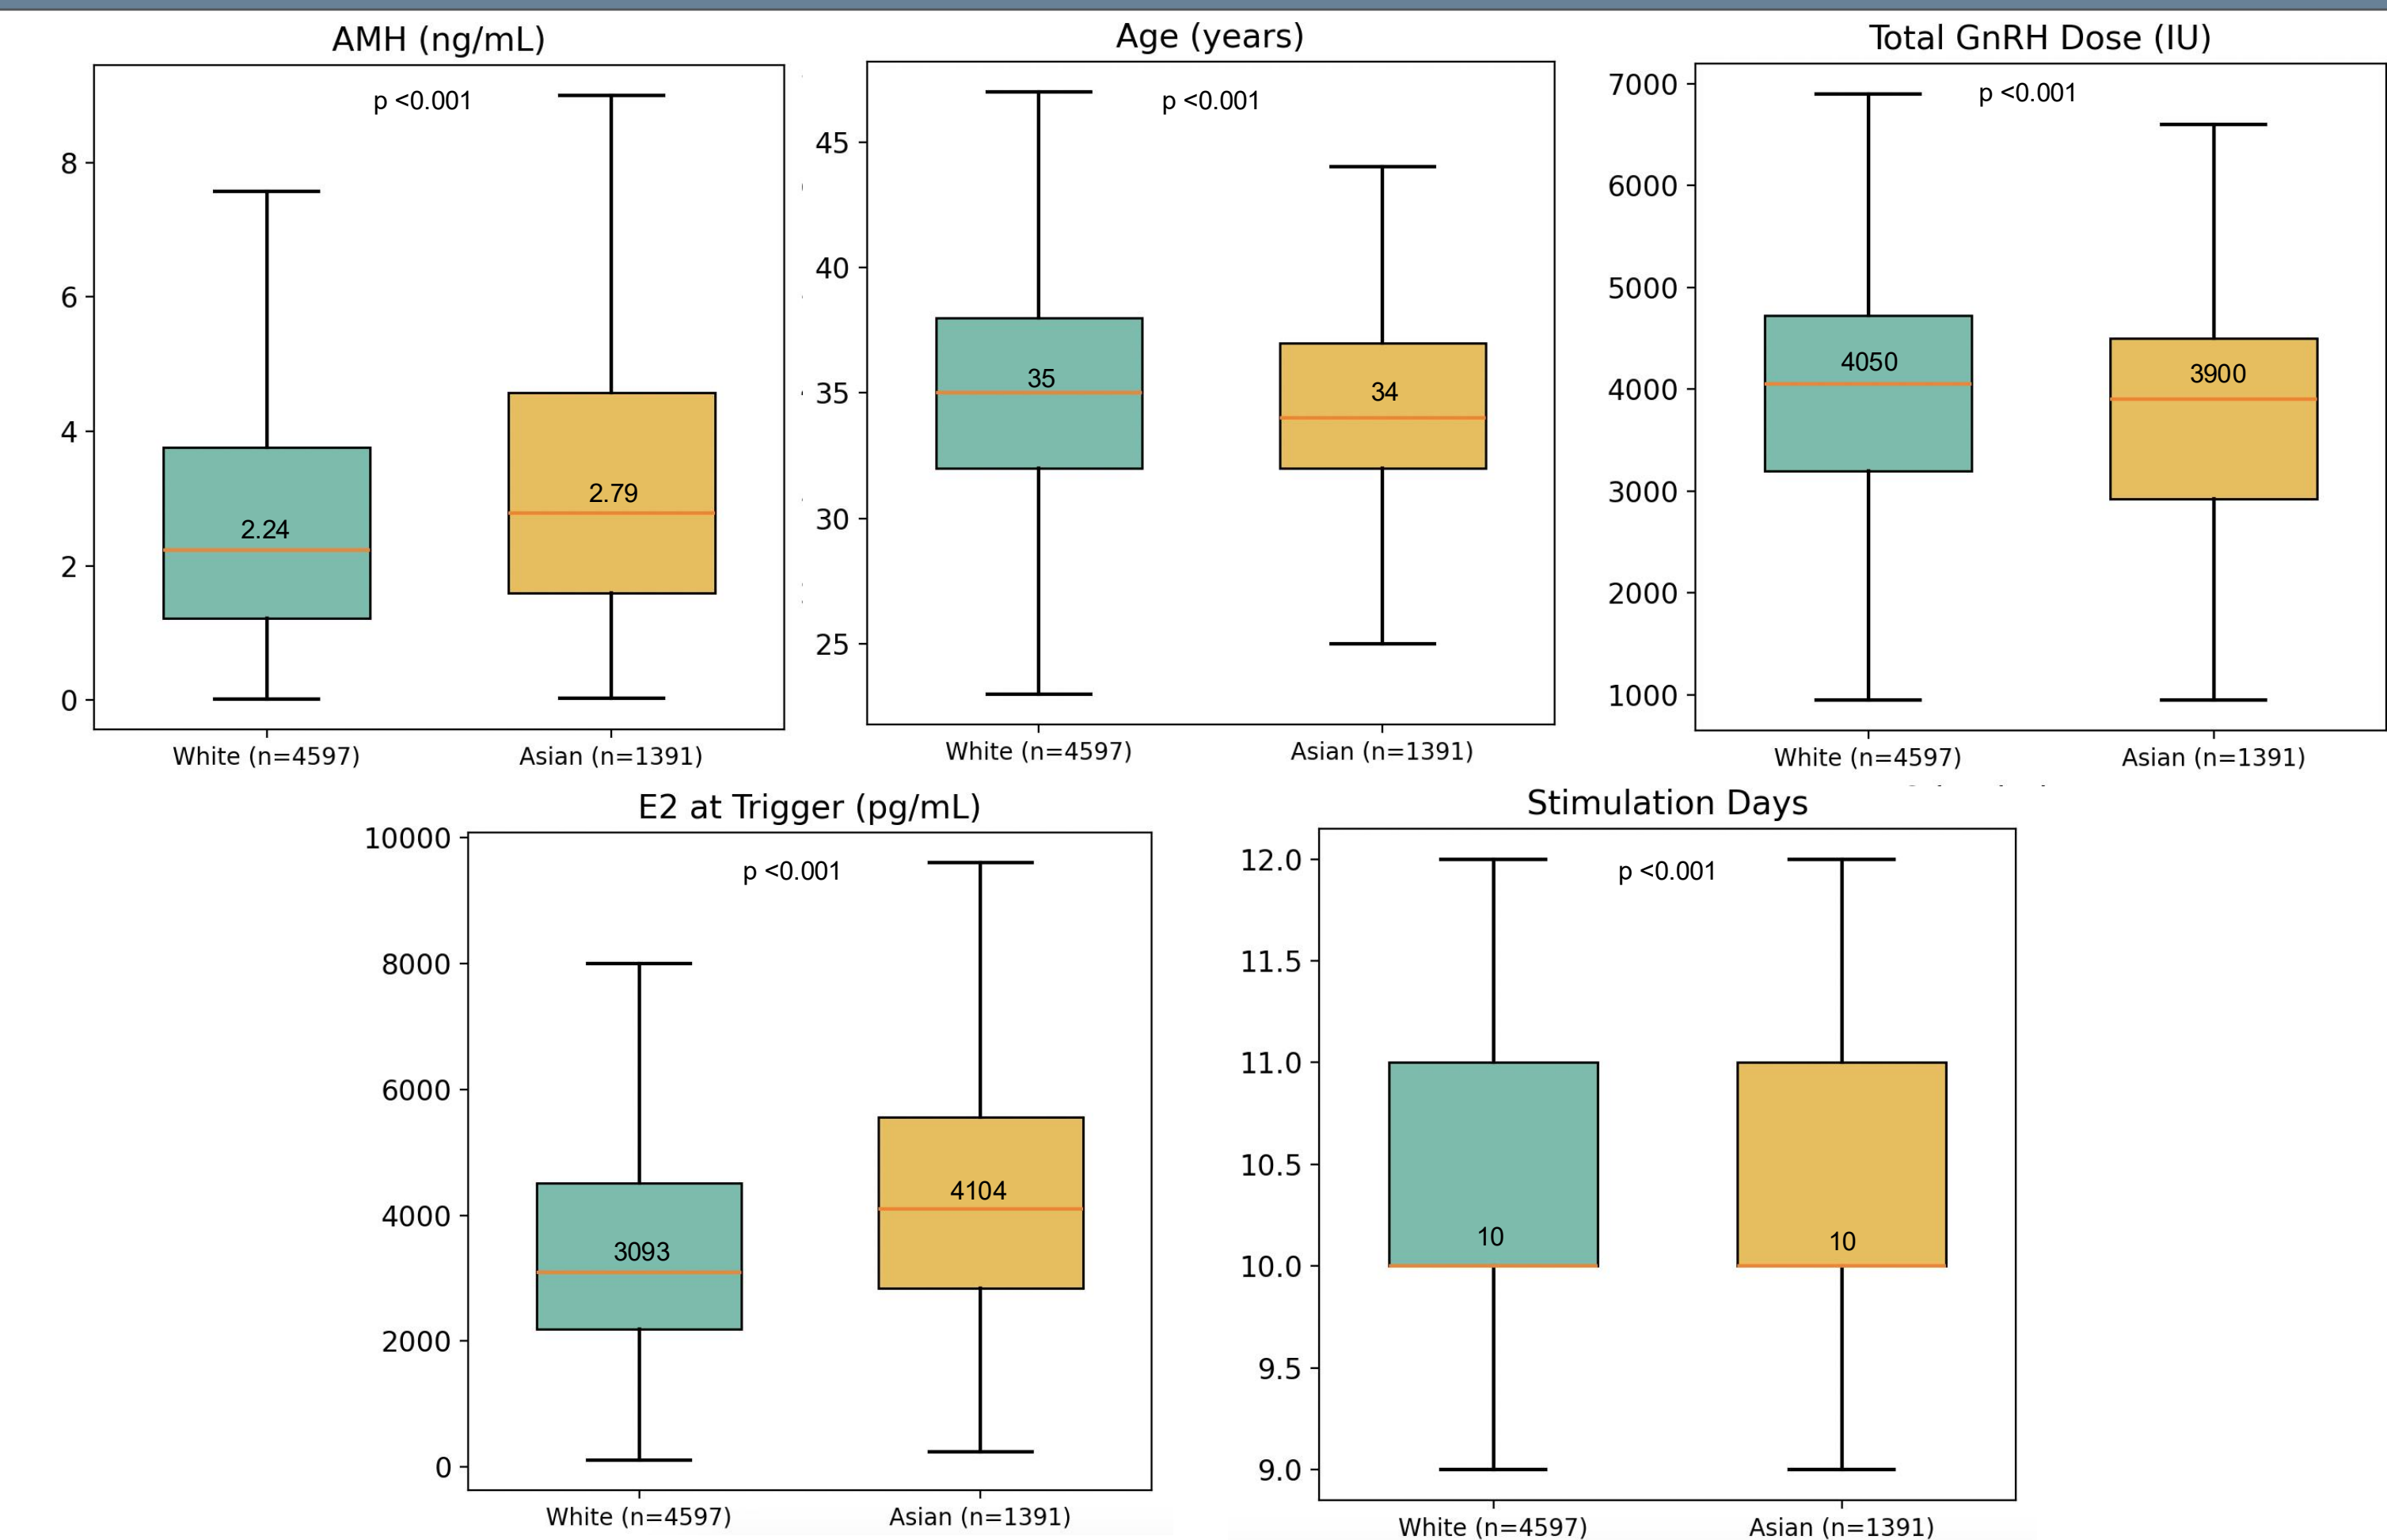 AMH (ng/mL)
p <0.001
8
6
4
2
0
2.24
2.79
White (n=4597)
Asian (n=1391)
Age (years)
p <0.001
45
40
35
30
25
35
34
White (n=4597)
Asian (n=1391)
Total GnRH Dose (IU)
p <0.001
7000
6000
5000
4000
3000
2000
1000
4050
3900
White (n=4597)
Asian (n=1391)
E2 at Trigger (pg/mL)
p <0.001
10000
8000
6000
4000
2000
0
3093
4104
White (n=4597)
Asian (n=1391)
Stimulation Days
p <0.001
12.0
11.5
11.0
10.5
10.0
9.5
9.0
10
10
White (n=4597)
Asian (n=1391)